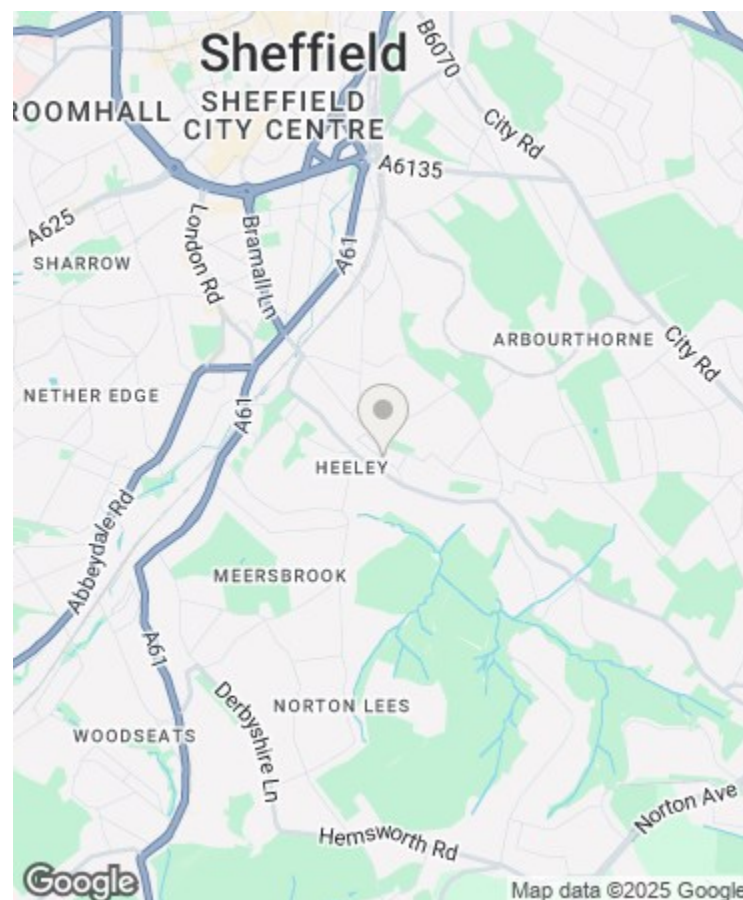 Sheffield
B6070
ROOMHALL
SHEFFIELD
CITY CENTRE
City Rd
A6135
A625
London Rd
Bramall Ln
A61
SHARROW
ARBOURTHORNE
City Rd
NETHER EDGE
A61
HEELEY
Abbeydale Rd
MEERSBROOK
A61
Derbyshire Ln
NORTON LEES
WOODSEATS
Norton Ave
Hemsworth Rd
Google
Map data ©2025 Google